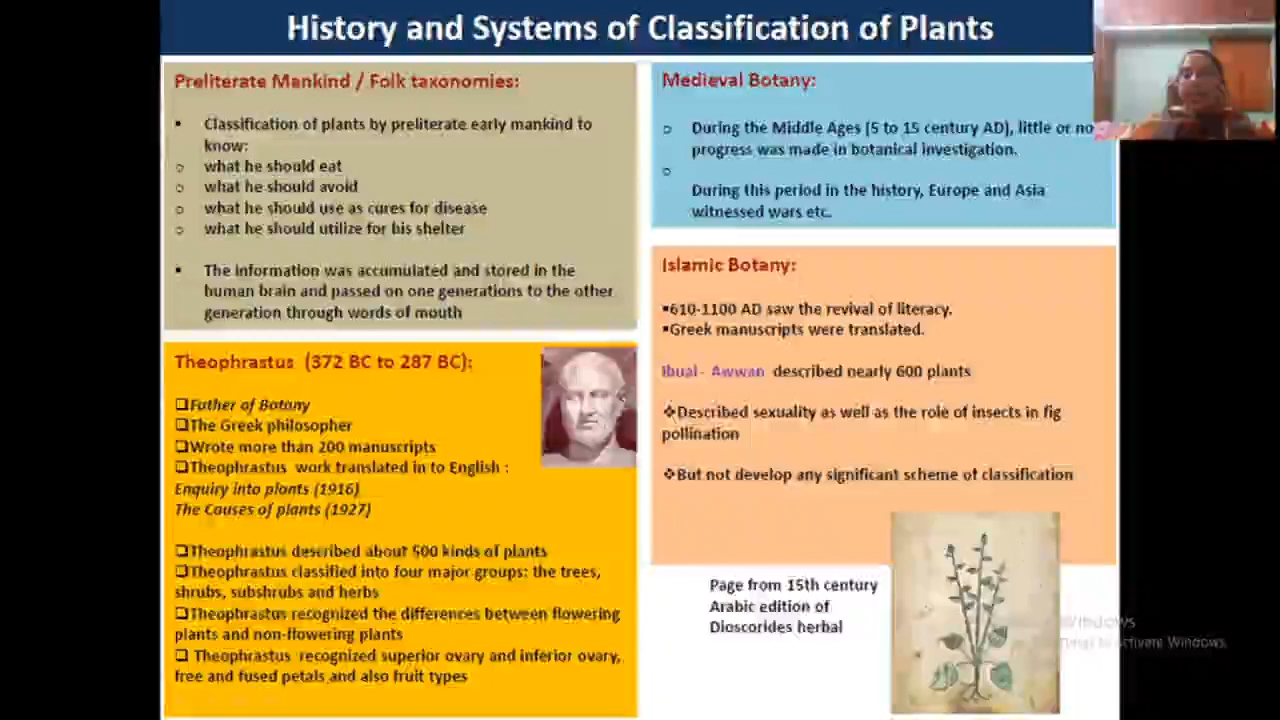 History and Systems of Classification of Plants
Preliterate Mankind / Folk taxonomies:
▪ Classification of plants by preliterate early mankind to
know:
o what he should eat
o what he should avoid
o what he should use as cures for disease
o what he should utilize for his shelter
▪ The information was accumulated and stored in the
human brain and passed on one generations to the other
generation through words of mouth
Theophrastus (372 BC to 287 BC):
❑Father of Botany
❑The Greek philosopher
❑Wrote more than 200 manuscripts
❑Theophrastus work translated in to English :
Enquiry into plants (1916)
The Causes of plants (1927)
❑Theophrastus described about 500 kinds of plants
❑Theophrastus classified into four major groups: the trees,
shrubs, subshrubs and herbs
❑Theophrastus recognized the differences between flowering
plants and non-flowering plants
❑ Theophrastus recognized superior ovary and inferior ovary,
free and fused petals and also fruit types
Medieval Botany:
o During the Middle Ages (5 to 15 century AD), little or no
progress was made in botanical investigation.
o
During this period in the history, Europe and Asia
witnessed wars etc.
Islamic Botany:
▪610-1100 AD saw the revival of literacy.
▪Greek manuscripts were translated.
Ibual- Awwan described nearly 600 plants
❖Described sexuality as well as the role of insects in fig
pollination
❖But not develop any significant scheme of classification
Page from 15th century
Arabic edition of
Dioscorides herbal
Windows
activate Windows.